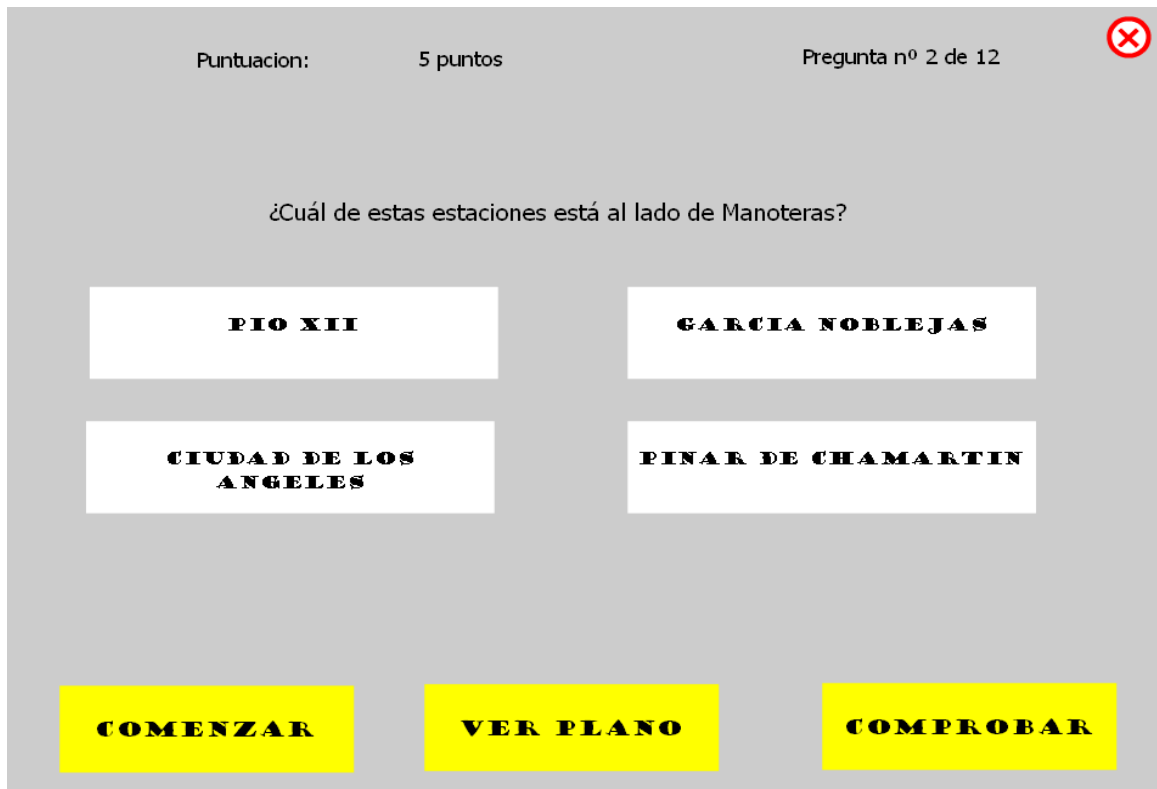 Puntuacion: 5 puntos Pregunta nº 2 de 12
¿Cuál de estas estaciones está al lado de Manoteras?
PIO XII
GARCIA NOBLEJAS
CIUDAD DE LOS
ANGELES
PINAR DE CHAMARTIN
COMENZAR
VER PLANO
COMPROBAR